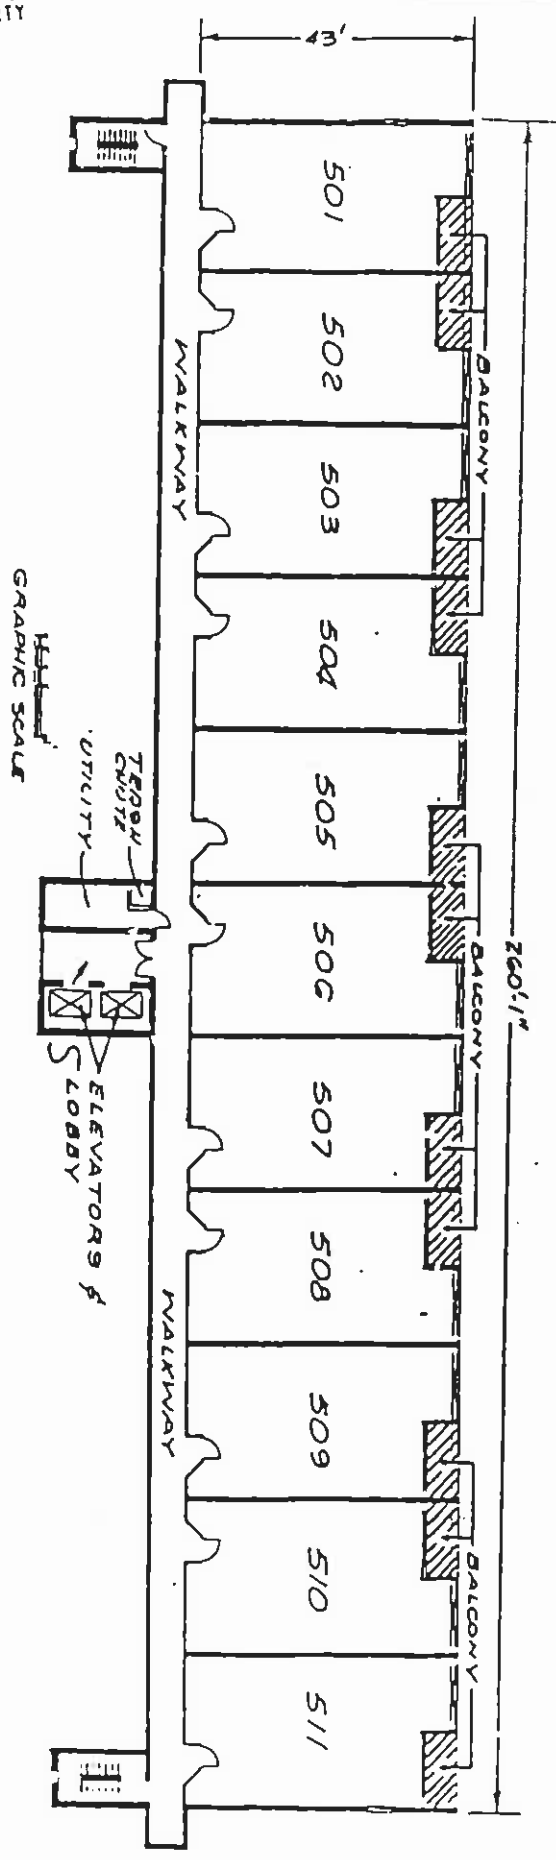 ITY
43'
501
502
503
504
505
506
507
508
509
510
511
BALCONY
BALCONY
BALCONY
260'-1"
WALKWAY
WALKWAY
GRAPHIC SCALE
UTILITY
TRASH
CHUTE
ELEVATORS &
LOBBY